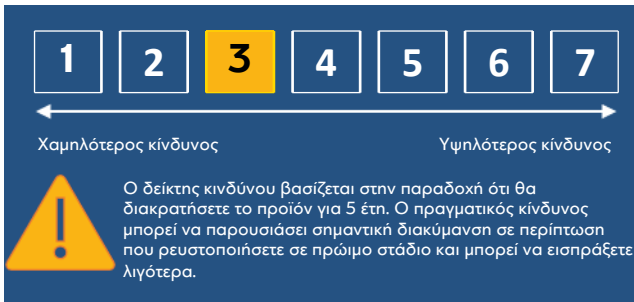 1 2 3 4 5 6 7
Χαμηλότερος κίνδυνος Υψηλότερος κίνδυνος
Ο δείκτης κινδύνου βασίζεται στην παραδοχή ότι θα
διακρατήσετε το προϊόν για 5 έτη. Ο πραγματικός κίνδυνος
μπορεί να παρουσιάσει σημαντική διακύμανση σε περίπτωση
που ρευστοποιήσετε σε πρώιμο στάδιο και μπορεί να εισπράξετε
λιγότερα.